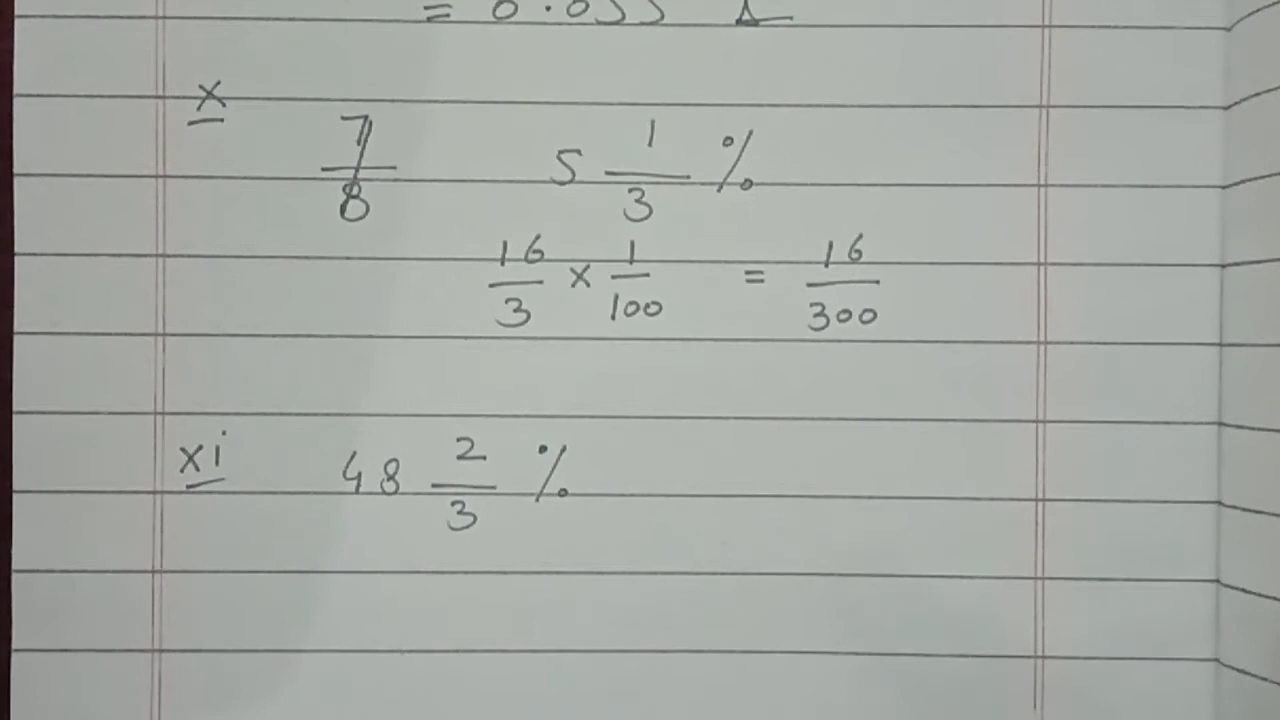 x 7/8 5 1/3 %
16/3 x 1/100 = 16/300
xi 48 2/3 %